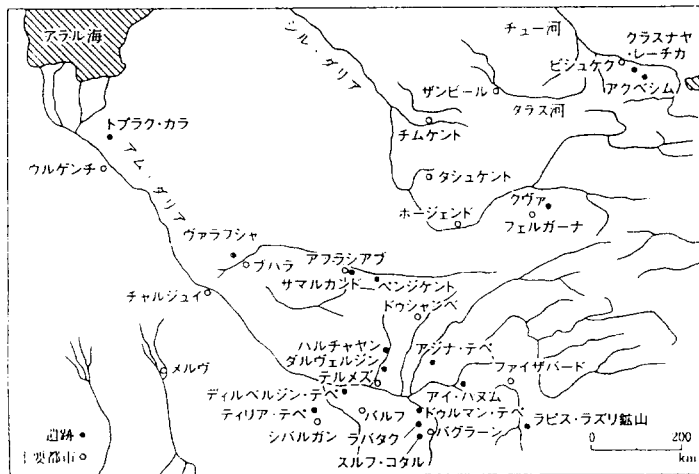 アラル海
シル・ダリア
チュー河
クラスナヤ
・レーチカ
ビシュケク
アクベシム
ザンビール
タラス河
チムケント
トプラク・カラ
アム・ダリア
ウルゲンチ
タシュケント
クヴァ
ホージェンド
フェルガーナ
ヴァラフシャ
ブハラ
アフラシアブ
サマルカンド
ペンジケント
チャルジュイ
ドゥシャンベ
ハルチャヤン
アジナ・テペ
ダルヴェルジン
ファイザバード
メルヴ
テルメズ
ディルベルジン・テペ
アイ・ハヌム
ティリア・テペ
バルフ
ドゥルマン・テペ
シバルガン
ラバタク
バグラーン
ラピス・ラズリ鉱山
スルフ・コタル
遺跡
主要都市
0 200
km